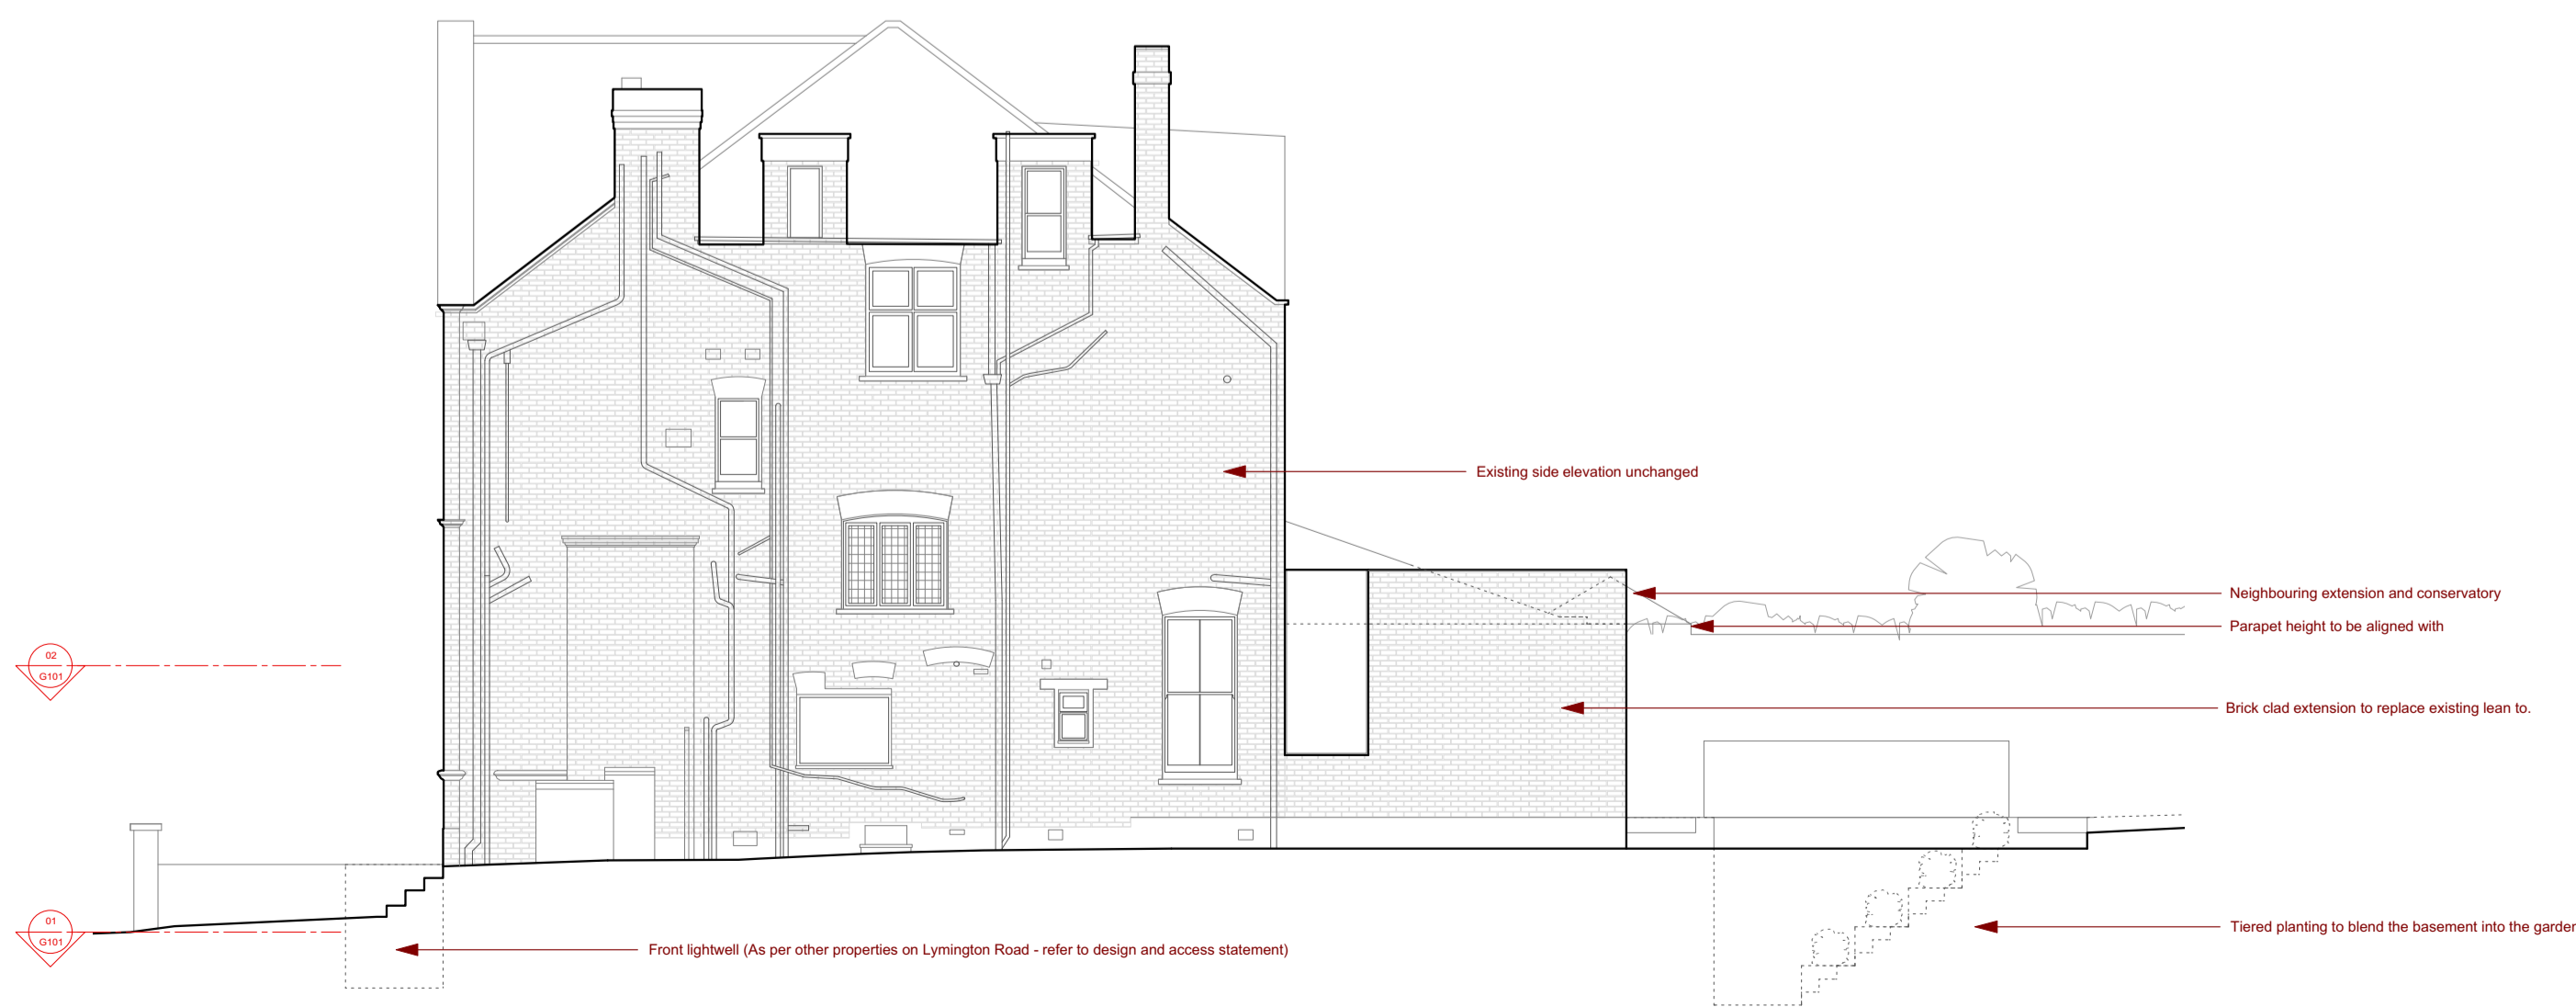 Existing side elevation unchanged
Neighbouring extension and conservatory
Parapet height to be aligned with
02
G101
Brick clad extension to replace existing lean to.
01
G101
Tiered planting to blend the basement into the garden
Front lightwell (As per other properties on Lymington Road - refer to design and access statement)